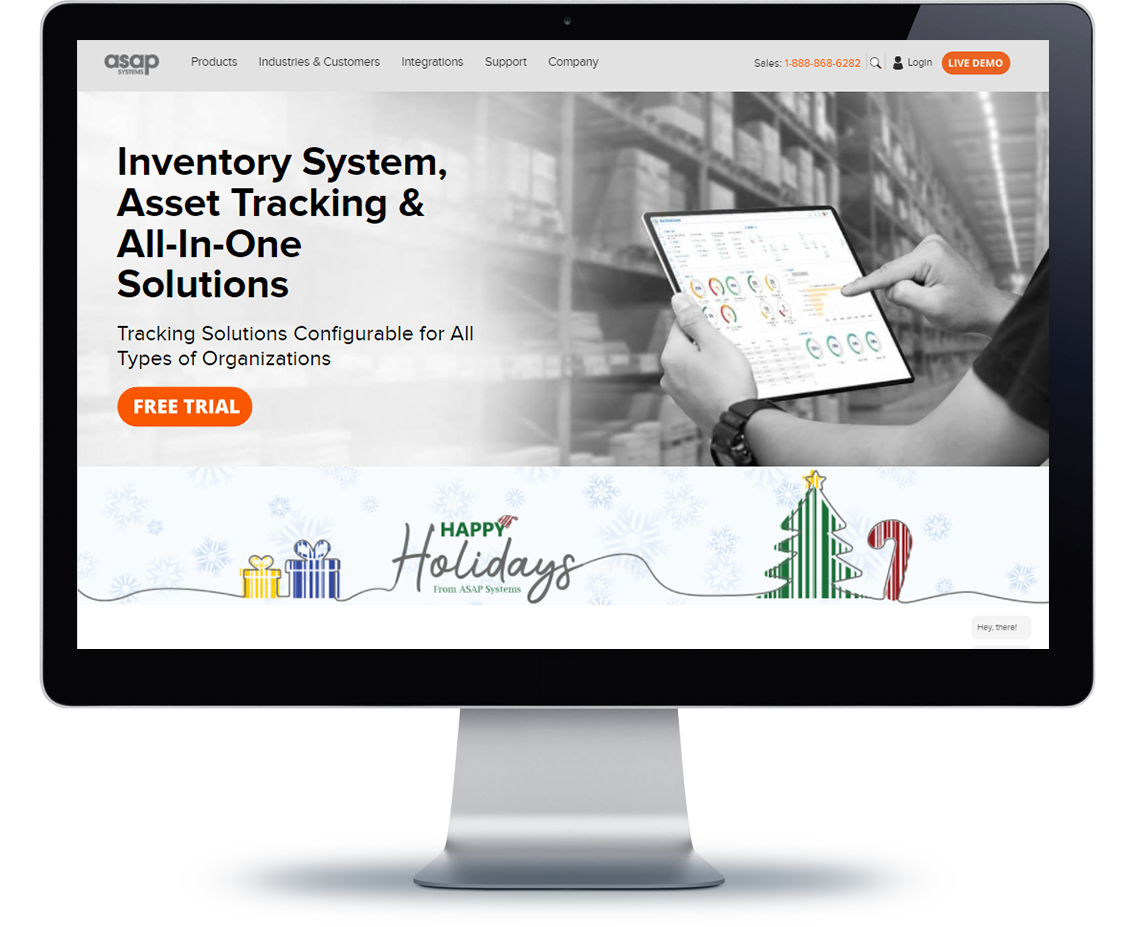 asap
SYSTEMS
Products
Industries & Customers
Integrations
Support
Company
Sales: 1-888-868-6282
Login
LIVE DEMO
Inventory System,
Asset Tracking &
All-In-One
Solutions
Tracking Solutions Configurable for All
Types of Organizations
FREE TRIAL
HAPPY
Holidays
From ASAP Systems
Hey, there!